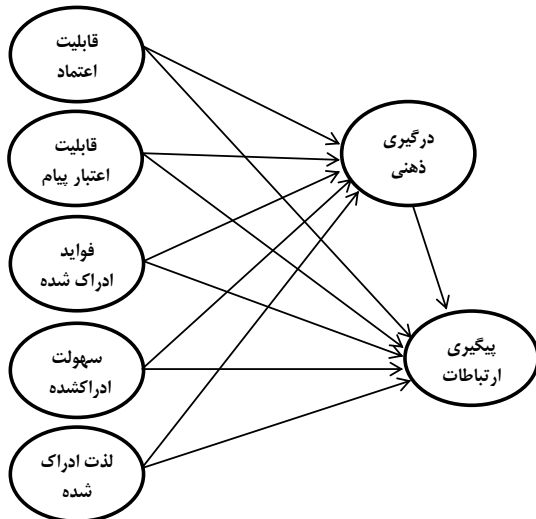 قابلیت
اعتماد
قابلیت
اعتبار پیام
فواید
ادراک شده
سهولت
ادراکشده
لذت ادراک
شده
درگیری
ذهنی
پیگیری
ارتباطات